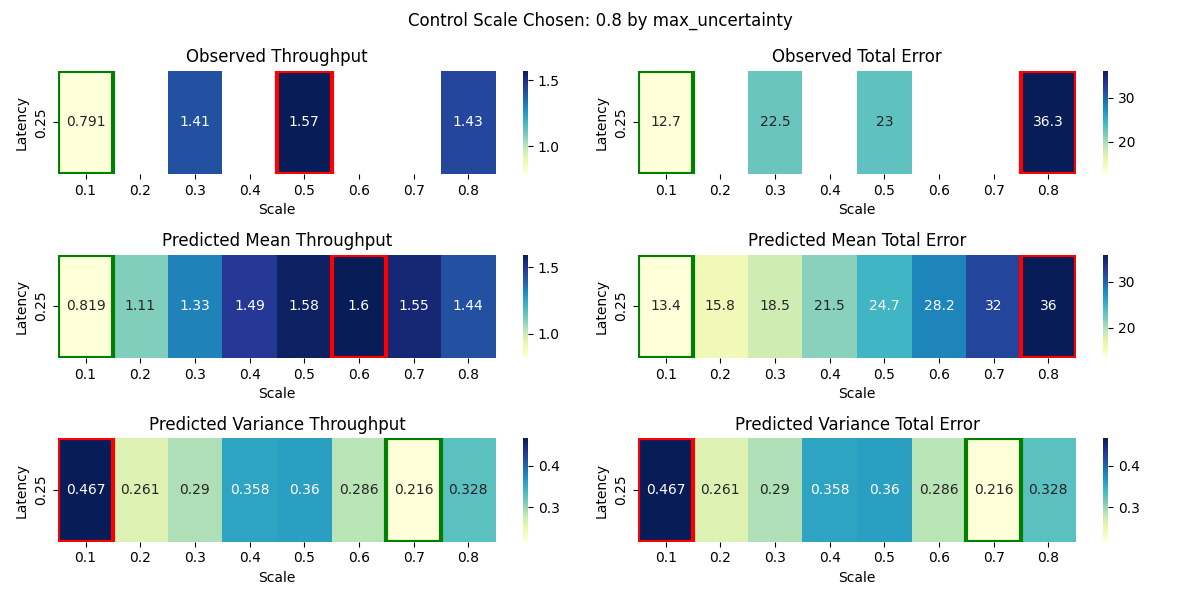 Control Scale Chosen: 0.8 by max_uncertainty
Observed Throughput
Latency
0.25
0.791
1.41
1.57
1.43
0.1 0.2 0.3 0.4 0.5 0.6 0.7 0.8
Scale
1.5
1.0
Observed Total Error
Latency
0.25
12.7
22.5
23
36.3
0.1 0.2 0.3 0.4 0.5 0.6 0.7 0.8
Scale
30
20
Predicted Mean Throughput
Latency
0.25
0.819 1.11 1.33 1.49 1.58 1.6 1.55 1.44
0.1 0.2 0.3 0.4 0.5 0.6 0.7 0.8
Scale
1.5
1.0
Predicted Mean Total Error
Latency
0.25
13.4 15.8 18.5 21.5 24.7 28.2 32 36
0.1 0.2 0.3 0.4 0.5 0.6 0.7 0.8
Scale
30
20
Predicted Variance Throughput
Latency
0.25
0.467 0.261 0.29 0.358 0.36 0.286 0.216 0.328
0.1 0.2 0.3 0.4 0.5 0.6 0.7 0.8
Scale
0.4
0.3
Predicted Variance Total Error
Latency
0.25
0.467 0.261 0.29 0.358 0.36 0.286 0.216 0.328
0.1 0.2 0.3 0.4 0.5 0.6 0.7 0.8
Scale
0.4
0.3